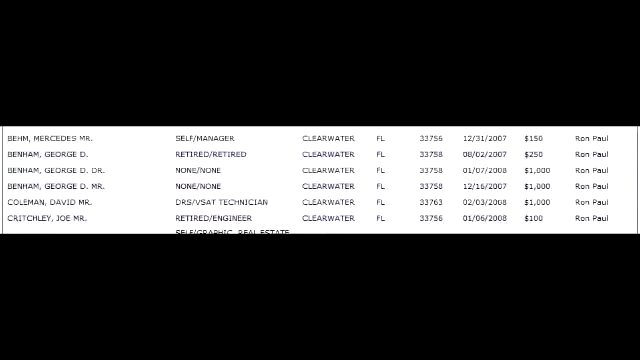 BEHM, MERCEDES MR. SELF/MANAGER CLEARWATER FL 33756 12/31/2007 $150 Ron Paul
BENHAM, GEORGE D. RETIRED/RETIRED CLEARWATER FL 33758 08/02/2007 $250 Ron Paul
BENHAM, GEORGE D. DR. NONE/NONE CLEARWATER FL 33758 01/07/2008 $1,000 Ron Paul
BENHAM, GEORGE D. MR. NONE/NONE CLEARWATER FL 33758 12/16/2007 $1,000 Ron Paul
COLEMAN, DAVID MR. DRS/VSAT TECHNICIAN CLEARWATER FL 33763 02/03/2008 $1,000 Ron Paul
CRITCHLEY, JOE MR. RETIRED/ENGINEER CLEARWATER FL 33756 01/06/2008 $100 Ron Paul
SELF/GRAPHIC, REAL ESTATE